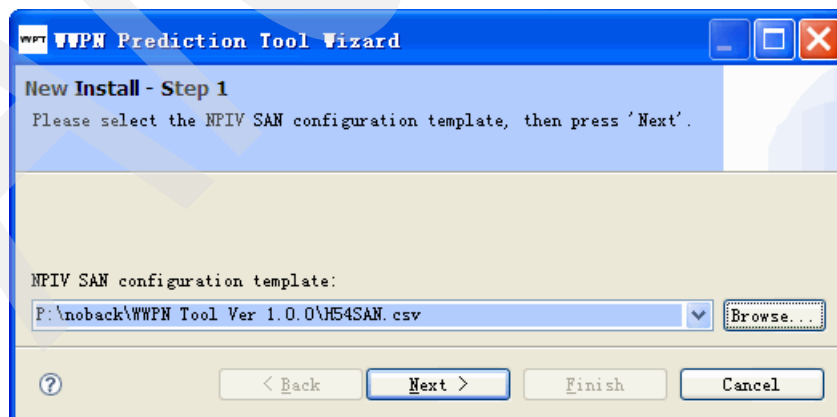 WWPT WWPN Prediction Tool Wizard
New Install - Step 1
Please select the NPIV SAN configuration template, then press 'Next'.
NPIV SAN configuration template:
P:\noback\WWPN Tool Ver 1.0.0\H54SAN.csv Browse...
< Back Next > Finish Cancel